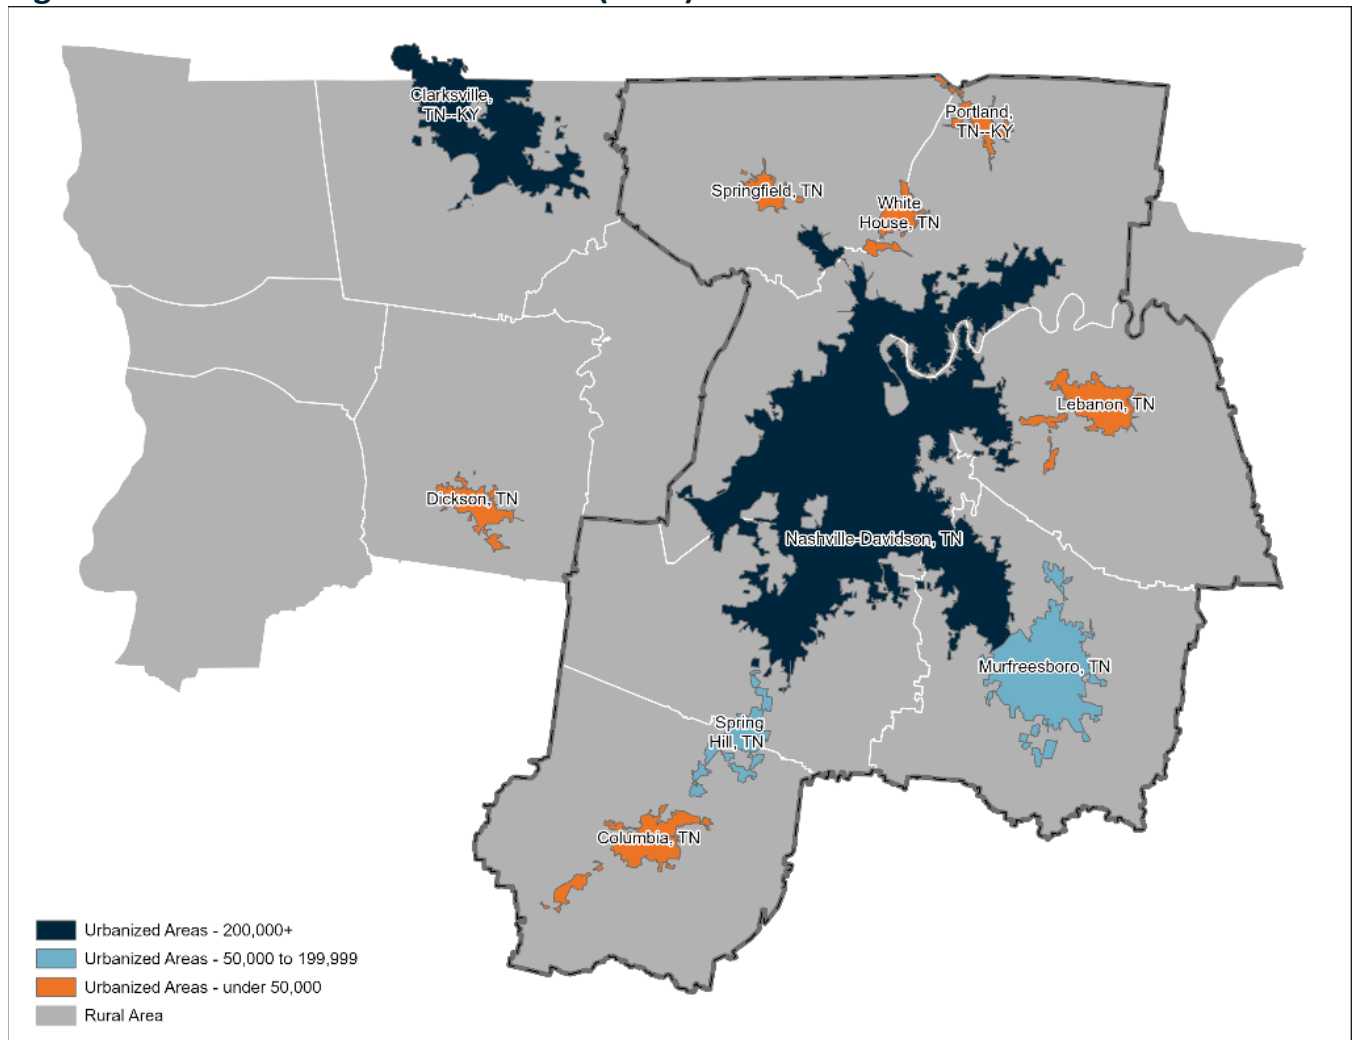 Clarksville,
TN--KY
Portland,
TN--KY
Springfield, TN
White
House, TN
Lebanon, TN
Dickson, TN
Nashville-Davidson, TN
Murfreesboro, TN
Spring
Hill, TN
Columbia, TN
Urbanized Areas - 200,000+
Urbanized Areas - 50,000 to 199,999
Urbanized Areas - under 50,000
Rural Area